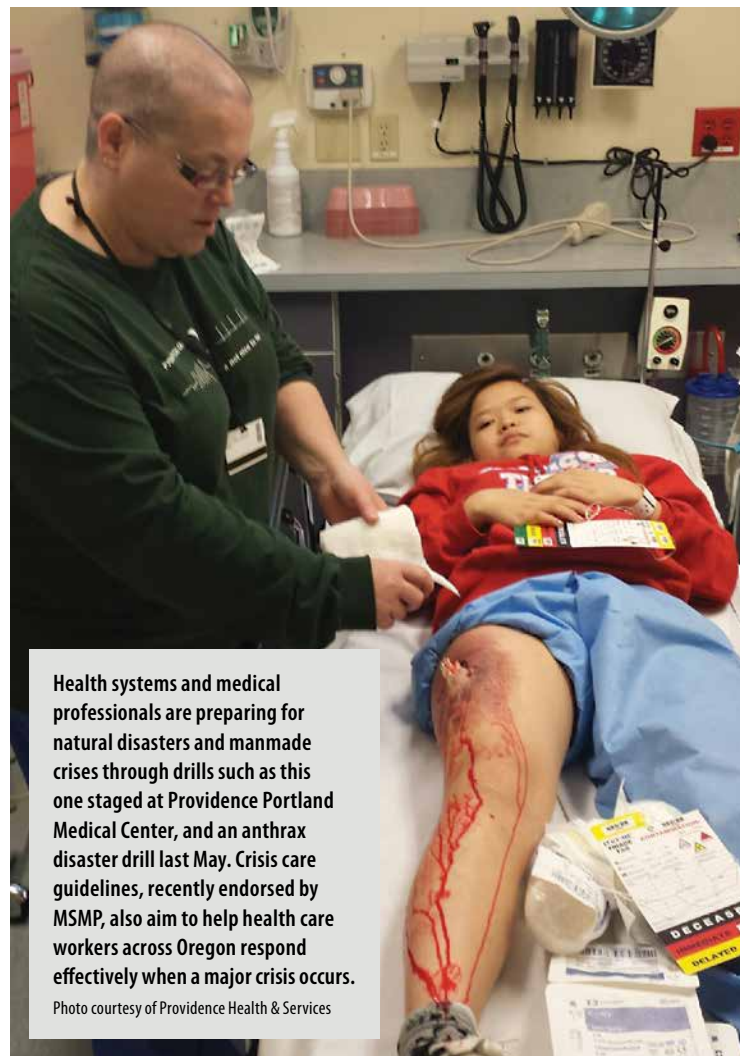 Health systems and medical
professionals are preparing for
natural disasters and manmade
crises through drills such as this
one staged at Providence Portland
Medical Center, and an anthrax
disaster drill last May. Crisis care
guidelines, recently endorsed by
MSMP, also aim to help health care
workers across Oregon respond
effectively when a major crisis occurs.
Photo courtesy of Providence Health & Services
DECEASE
IMMEDIATE
DELAYED